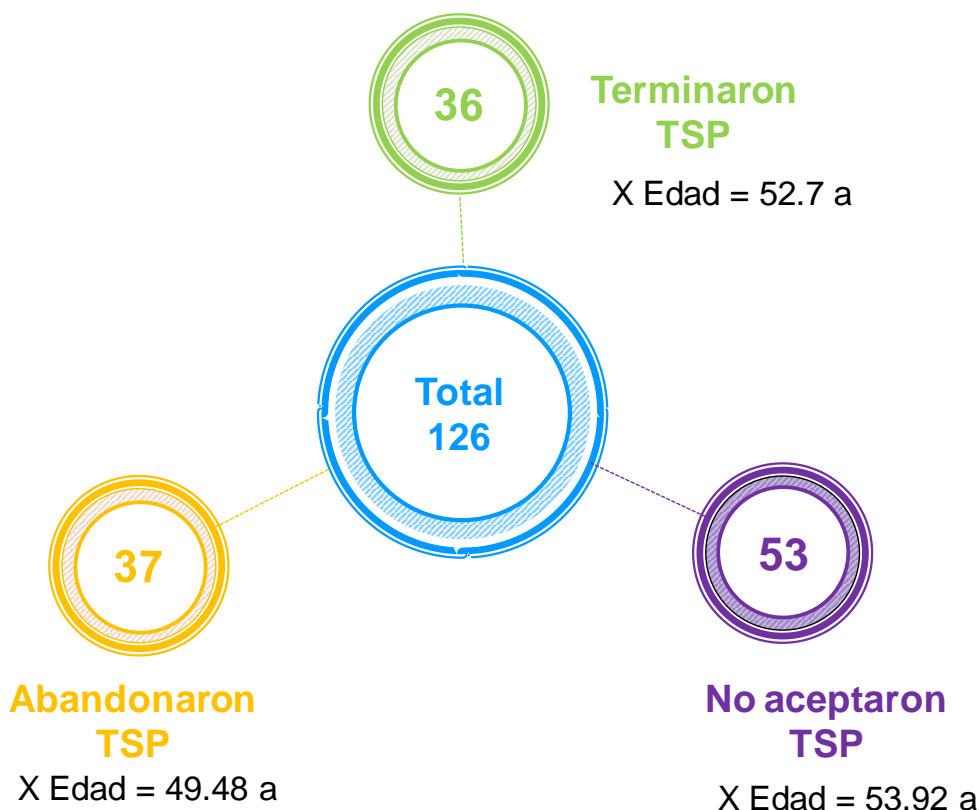 36
Terminaron
TSP
X Edad = 52.7 a
Total
126
37
Abandonaron
TSP
X Edad = 49.48 a
53
No aceptaron
TSP
X Edad = 53.92 a